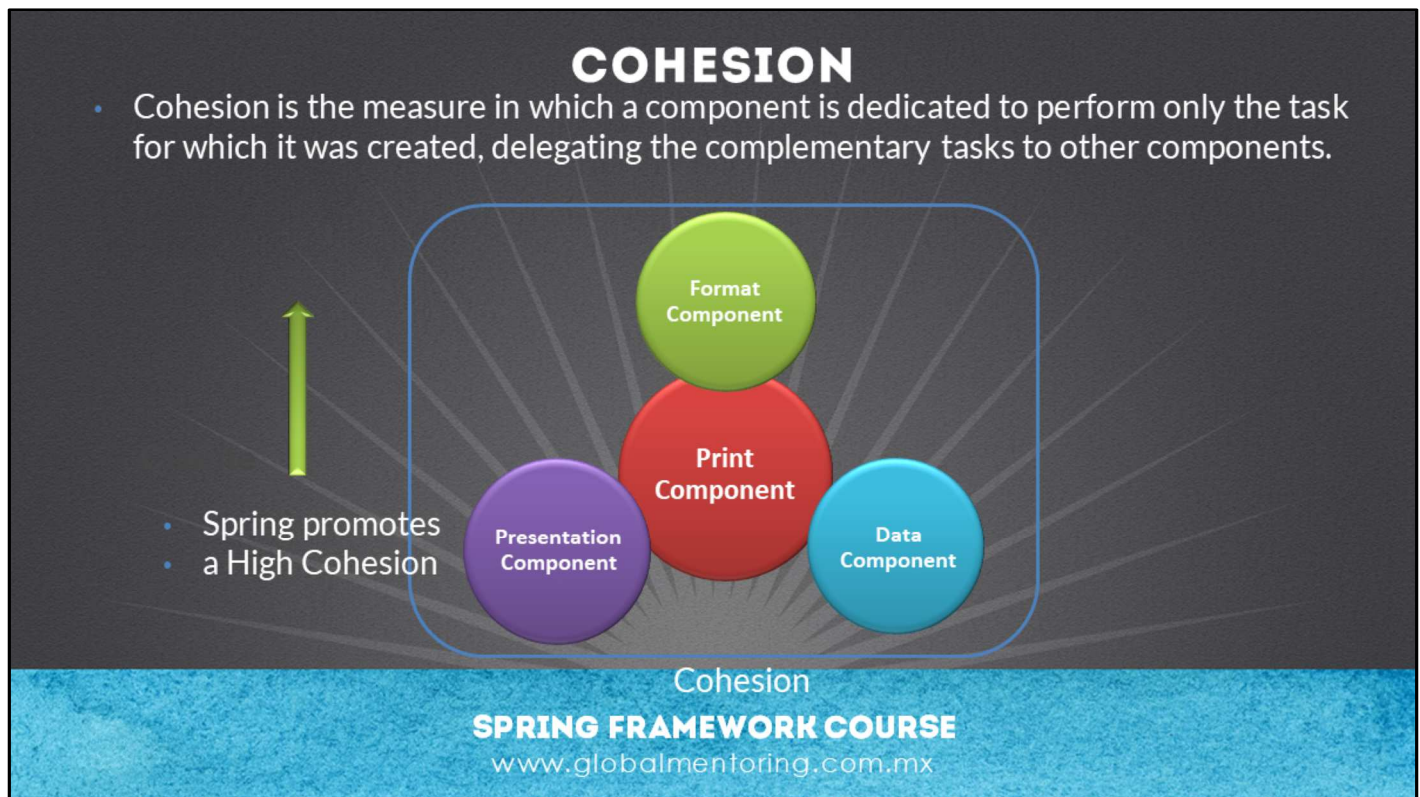 COHESION
• Cohesion is the measure in which a component is dedicated to perform only the task
for which it was created, delegating the complementary tasks to other components.
Format
Component
Print
Component
Presentation
Component
Data
Component
• Spring promotes
• a High Cohesion
Cohesion
SPRING FRAMEWORK COURSE
www.globalmentoring.com.mx